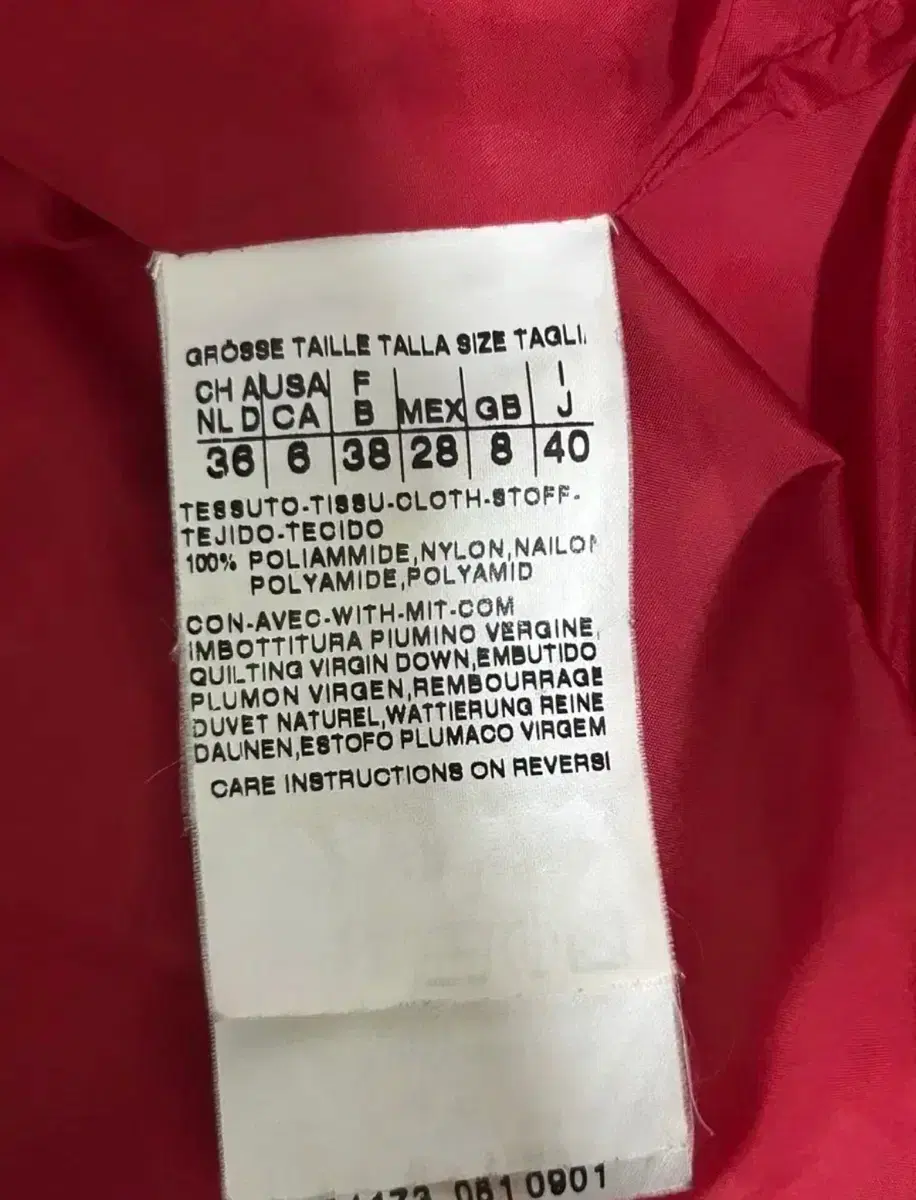 GRÖSSE TAILLE TALLA SIZE TAGLI
CH A USA F MEX GB I
NL D CA B J
36 6 38 28 8 40
TESSUTO-TISSU-CLOTH-STOFF-
TEJIDO-TECIDO
100% POLIAMMIDE,NYLON,NAILON
POLYAMIDE,POLYAMID
CON-AVEC-WITH-MIT-COM
IMBOTTITURA PIUMINO VERGINE,
QUILTING VIRGIN DOWN,EMBUTIDO
PLUMON VIRGEN,REMBOURRAGE
DUVET NATUREL,WATTIERUNG REINE
DAUNEN,ESTOFO PLUMACO VIRGEM
CARE INSTRUCTIONS ON REVERSI
0610901